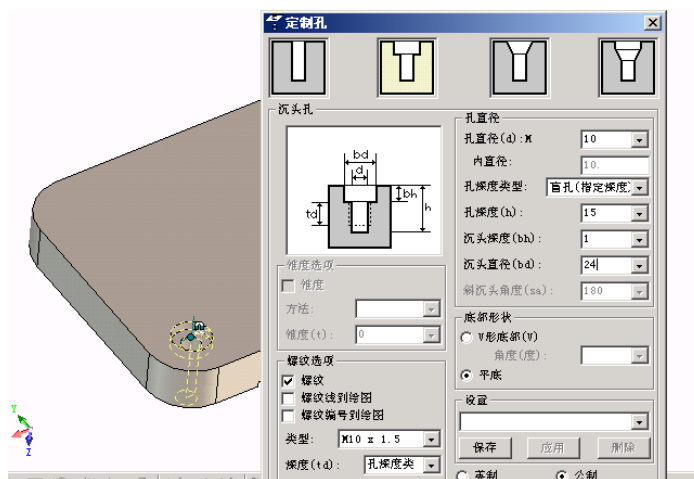 定制孔
沉头孔
bd
d
bh
h
td
孔直径
孔直径(d):M 10
内直径: 10.
孔深度类型: 盲孔(指定深度)
孔深度(h): 15
沉头深度(bh): 1
沉头直径(bd): 24
斜沉头角度(sa): 180
锥度选项
锥度
方法:
锥度(t): 0
底部形状
V形底部(V)
角度(度):
平底
螺纹选项
螺纹
螺纹线到绘图
螺纹编号到绘图
类型: M10 x 1.5
深度(td): 孔深度类
设置
保存 应用 删除
英制 公制
Y
Z